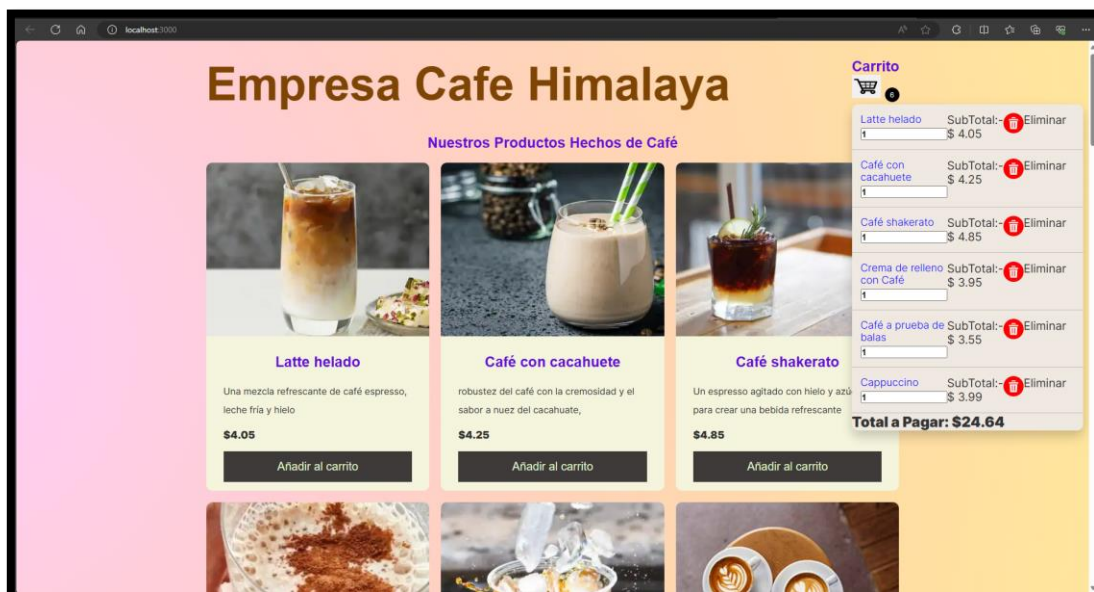 localhost:3000
Empresa Cafe Himalaya
Carrito
6
Nuestros Productos Hechos de Café
Latte helado
SubTotal:-
Eliminar
1
$ 4.05
Café con
cacahuete
SubTotal:-
Eliminar
$ 4.25
1
Café shakerato
SubTotal:-
Eliminar
1
$ 4.85
Crema de relleno
con Café
SubTotal:-
Eliminar
$ 3.95
1
Café a prueba de
balas
SubTotal:-
Eliminar
$ 3.55
1
Cappuccino
SubTotal:-
Eliminar
1
$ 3.99
Total a Pagar: $24.64
Latte helado
Una mezcla refrescante de café espresso,
leche fría y hielo
$4.05
Añadir al carrito
Café con cacahuete
robustez del café con la cremosidad y el
sabor a nuez del cacahuate,
$4.25
Añadir al carrito
Café shakerato
Un espresso agitado con hielo y
para crear una bebida refrescante
$4.85
Añadir al carrito